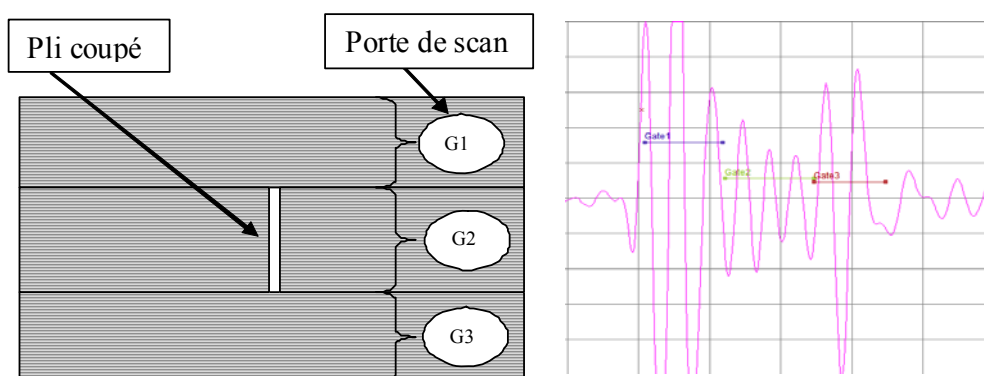 Pli coupé
Porte de scan
G1
G2
G3
Gate1
Gate2
Gate3